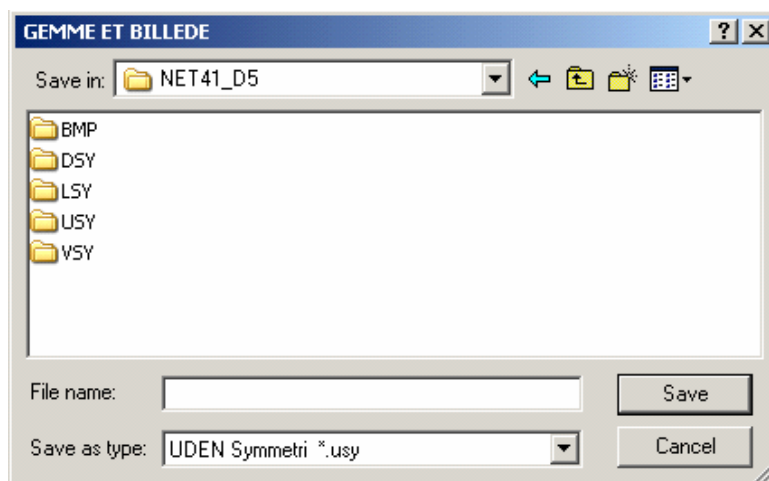 GEMME ET BILLEDE
Save in: NET41_D5
BMP
DSY
LSY
USY
VSY
File name: Save
Save as type: UDEN Symmetri *.usy Cancel